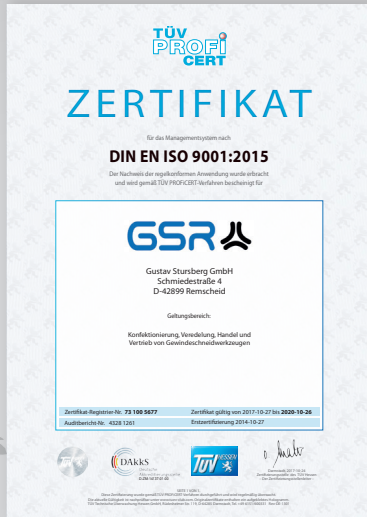 TÜV
PROFI
CERT
ZERTIFIKAT
für das Managementsystem nach
DIN EN ISO 9001:2015
Der Nachweis der regelkonformen Anwendung wurde erbracht
und wird gemäß TÜV PROFiCERT-Verfahren bescheinigt für
GSR
Gustav Stursberg GmbH
Schmiedestraße 4
D-42899 Remscheid
Geltungsbereich:
Konfektionierung, Veredelung, Handel und
Vertrieb von Gewindeschneidwerkzeugen
Zertifikat-Registrier-Nr. 73 100 5677
Zertifikat gültig von 2017-10-27 bis 2020-10-26
Auditbericht-Nr. 4328 1261
Erstzertifizierung 2014-10-27
DAkkS
Deutsche
Akkreditierungsstelle
TÜV HESSEN